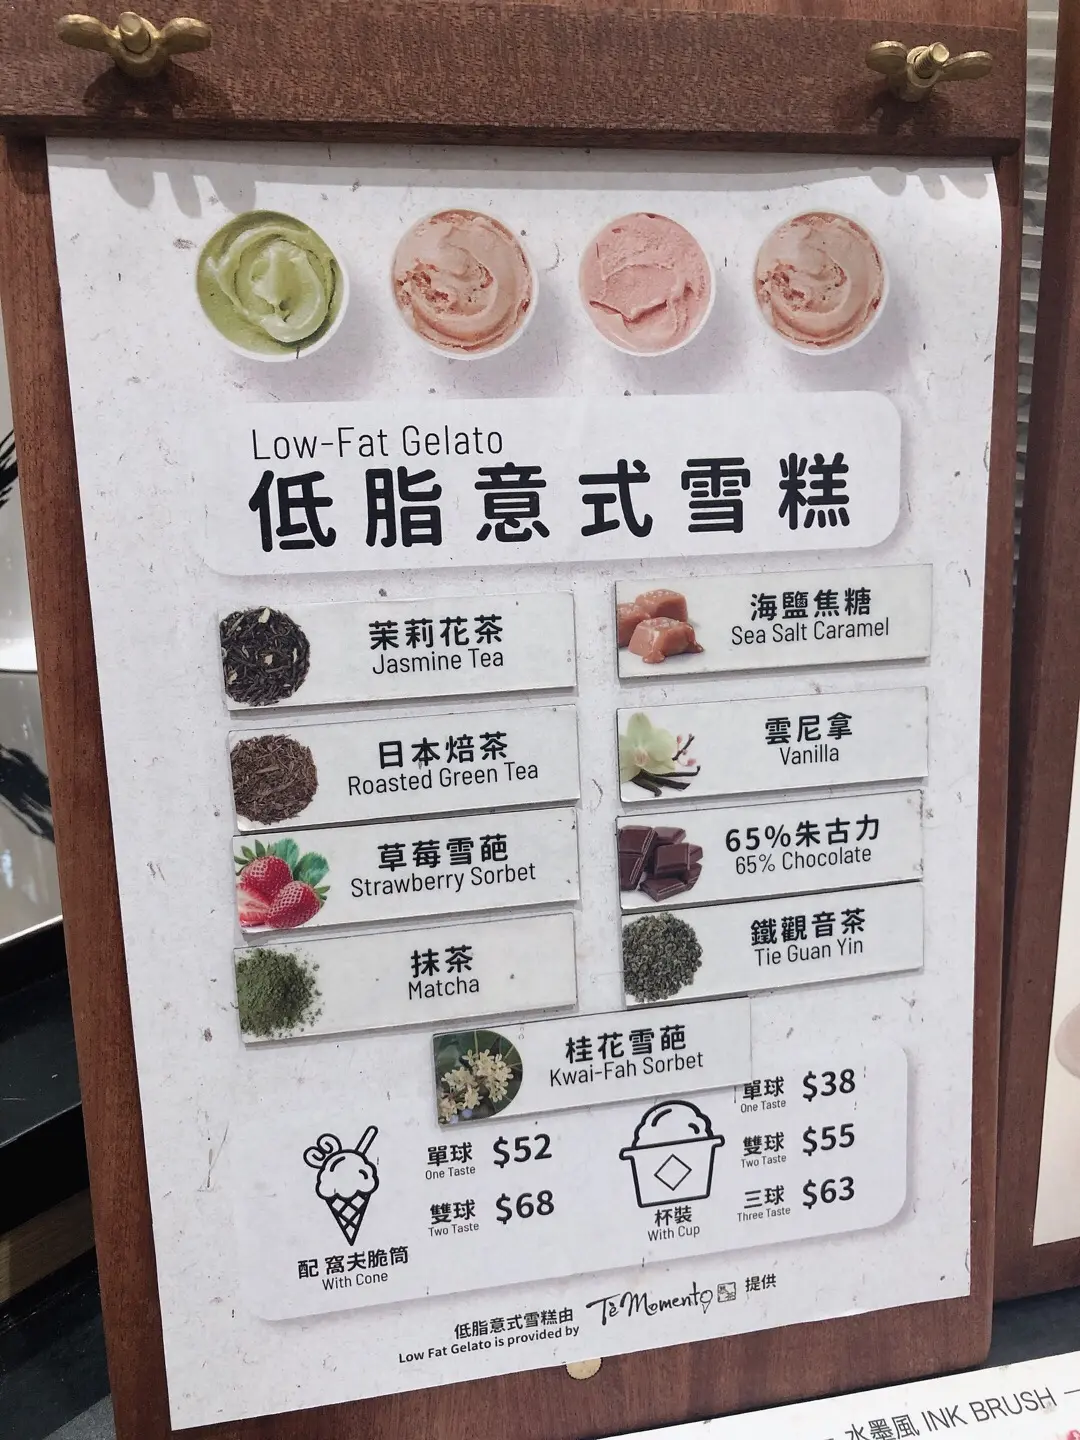 Low-Fat Gelato
低脂意式雪糕
茉莉花茶
Jasmine Tea
海鹽焦糖
Sea Salt Caramel
日本焙茶
Roasted Green Tea
雲尼拿
Vanilla
草莓雪葩
Strawberry Sorbet
65%朱古力
65% Chocolate
抹茶
Matcha
鐵觀音茶
Tie Guan Yin
桂花雪葩
Kwai-Fah Sorbet
單球 $52
One Taste
雙球 $68
Two Taste
配 窩夫脆筒
With Cone
單球 $38
One Taste
雙球 $55
Two Taste
三球 $63
Three Taste
杯裝
With Cup
低脂意式雪糕由 Tè Momento 提供
Low Fat Gelato is provided by
水墨風 INK BRUSH